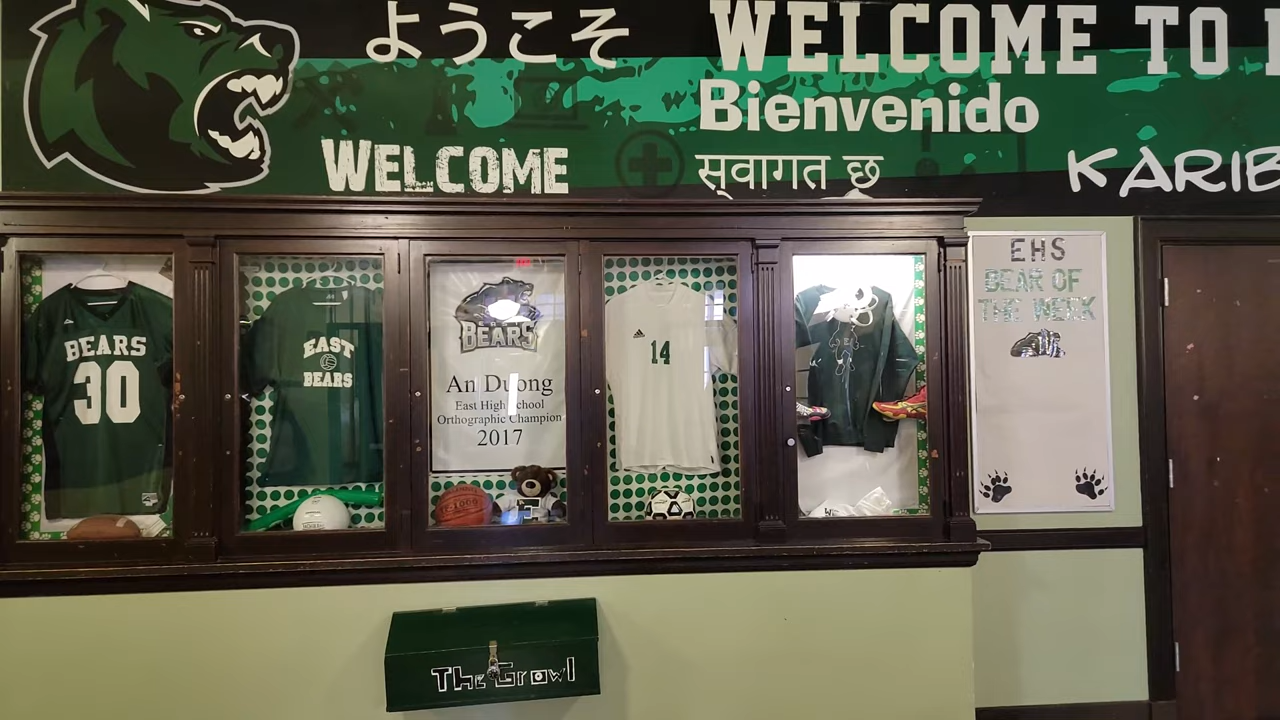 ようこそ
WELCOME TO
Bienvenido
WELCOME
स्वागत छ
KARIB
BEARS
30
EAST
BEARS
BEARS
An Duong
East High School
Orthographic Champion
2017
14
EHS
BEAR OF
THE WEEK
The Growl